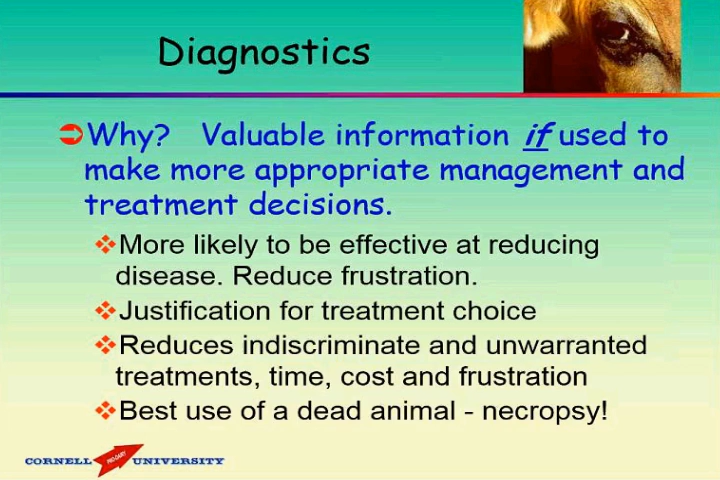 Diagnostics
Why? Valuable information if used to
make more appropriate management and
treatment decisions.
More likely to be effective at reducing
disease. Reduce frustration.
Justification for treatment choice
Reduces indiscriminate and unwarranted
treatments, time, cost and frustration
Best use of a dead animal - necropsy!
CORNELL PRO-DAIRY UNIVERSITY